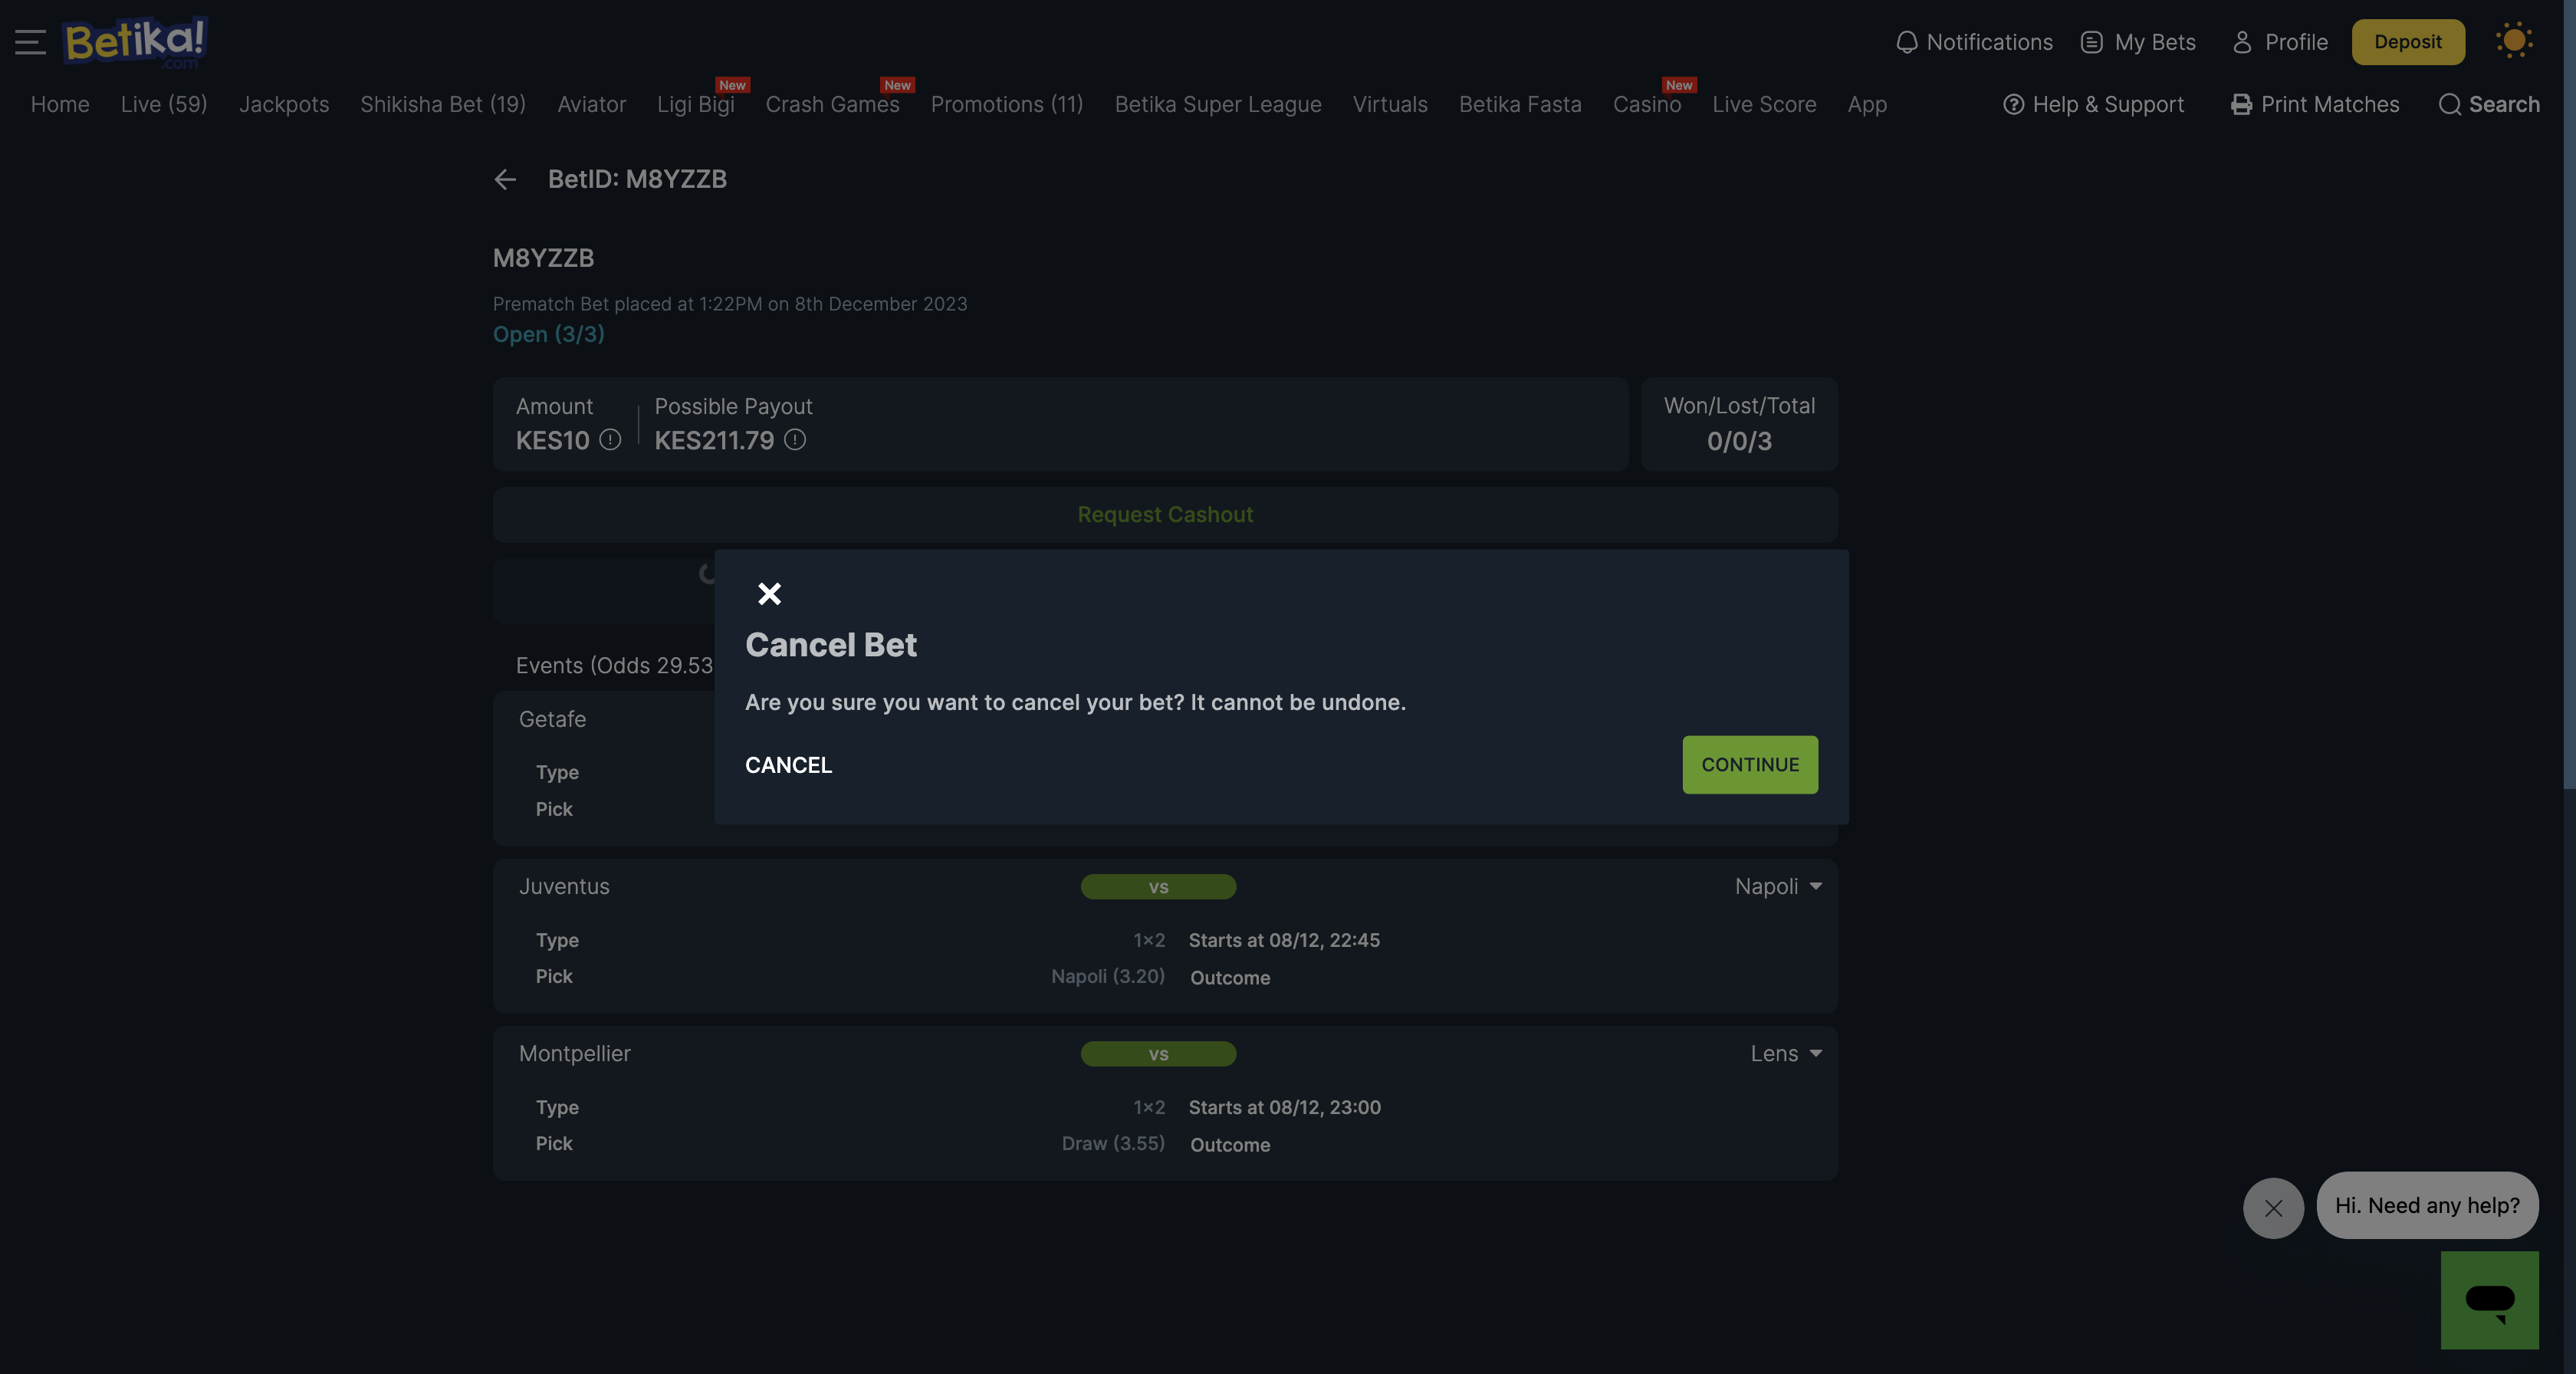 Betika!
.com
Notifications
My Bets
Profile
Deposit
Home
Live (59)
Jackpots
Shikisha Bet (19)
Aviator
Ligi Bigi
New
Crash Games
New
Promotions (11)
Betika Super League
Virtuals
Betika Fasta
Casino
New
Live Score
App
Help & Support
Print Matches
Search
BetID: M8YZZB
M8YZZB
Prematch Bet placed at 1:22PM on 8th December 2023
Open (3/3)
Amount
KES10
Possible Payout
KES211.79
Won/Lost/Total
0/0/3
Request Cashout
Cancel Bet
Are you sure you want to cancel your bet? It cannot be undone.
CANCEL
CONTINUE
Events (Odds 29.53
Getafe
Type
Pick
Juventus
vs
Napoli
Type
1x2
Starts at 08/12, 22:45
Pick
Napoli (3.20)
Outcome
Montpellier
vs
Lens
Type
1x2
Starts at 08/12, 23:00
Pick
Draw (3.55)
Outcome
Hi. Need any help?